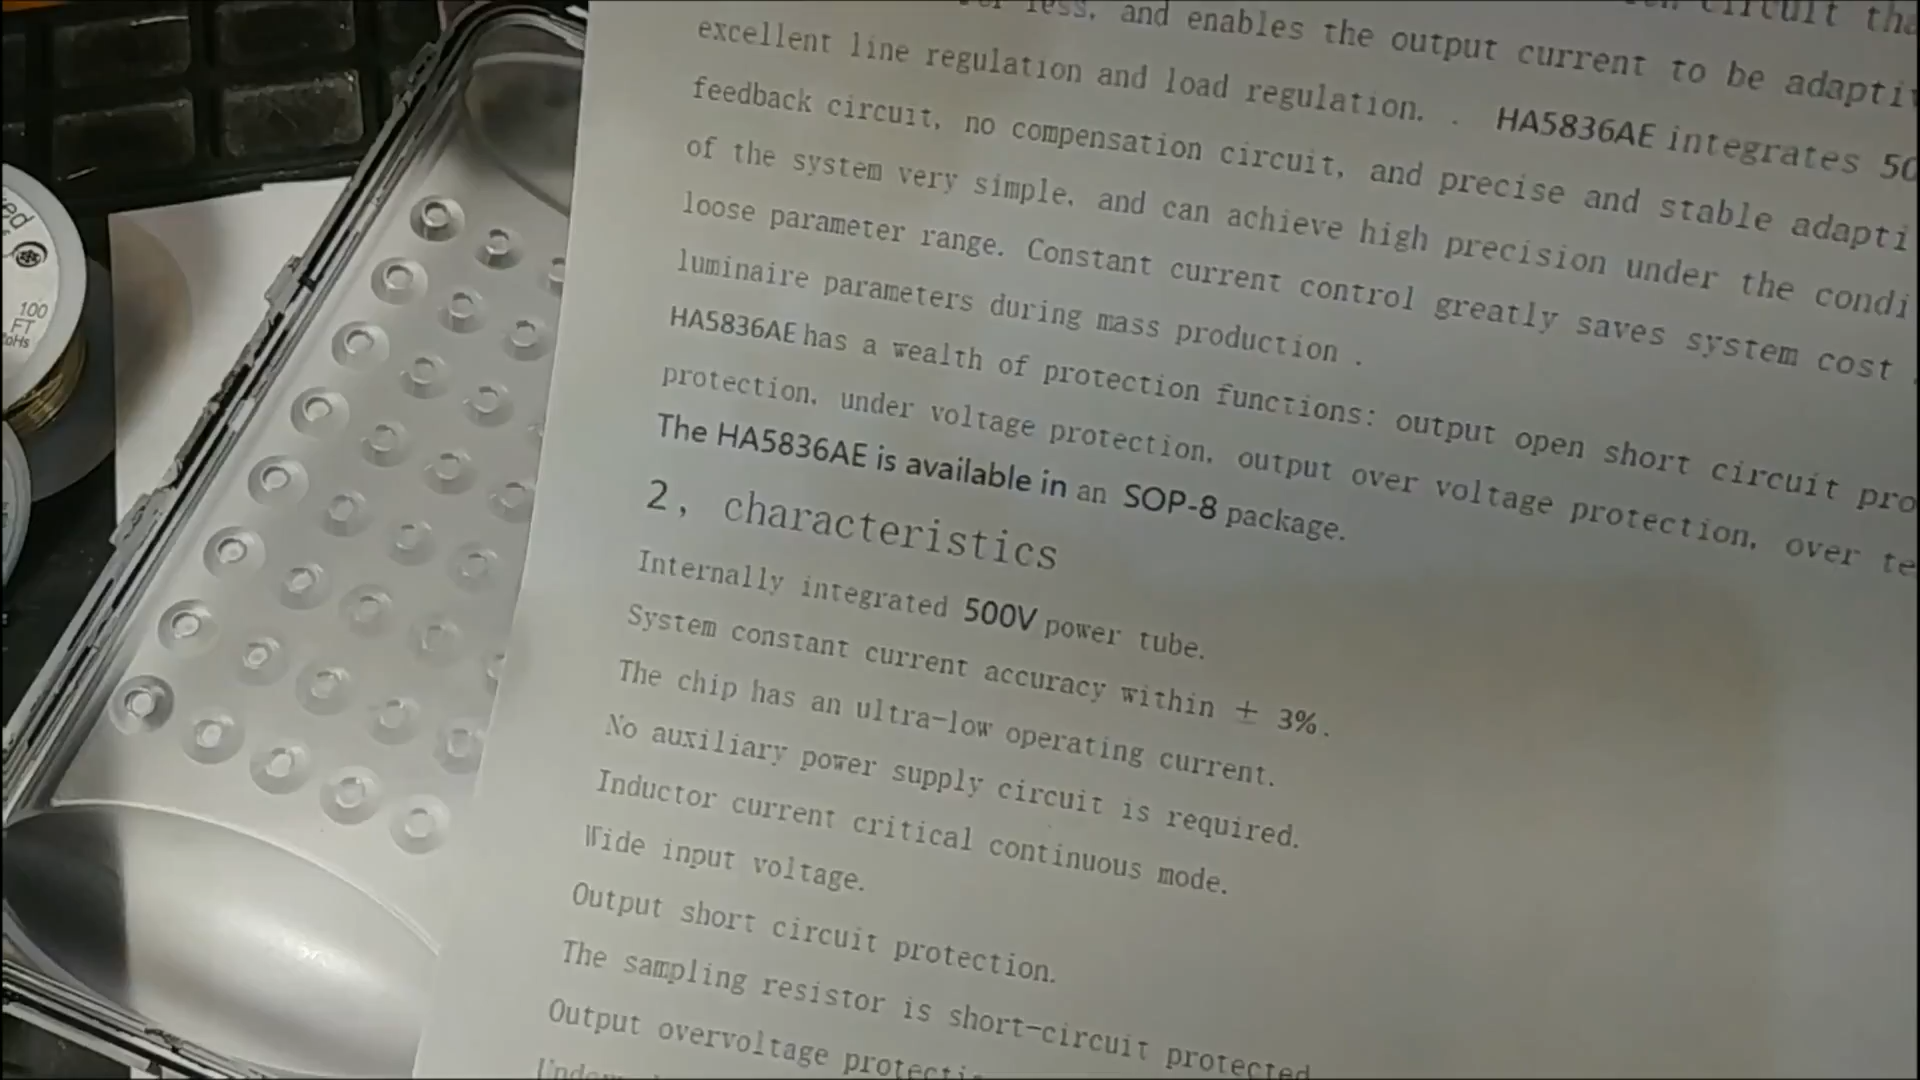 less, and enables the output current to be adaptiv
excellent line regulation and load regulation. . HA5836AE integrates 50
feedback circuit, no compensation circuit, and precise and stable adapti
of the system very simple, and can achieve high precision under the condi
loose parameter range. Constant current control greatly saves system cost
luminaire parameters during mass production .
HA5836AE has a wealth of protection functions: output open short circuit pro
protection, under voltage protection, output over voltage protection, over te
The HA5836AE is available in an SOP-8 package.
2, characteristics
Internally integrated 500V power tube.
System constant current accuracy within ± 3%.
The chip has an ultra-low operating current.
No auxiliary power supply circuit is required.
Inductor current critical continuous mode.
Wide input voltage.
Output short circuit protection.
The sampling resistor is short-circuit protected
Output overvoltage protecti
100
FT
RoHs